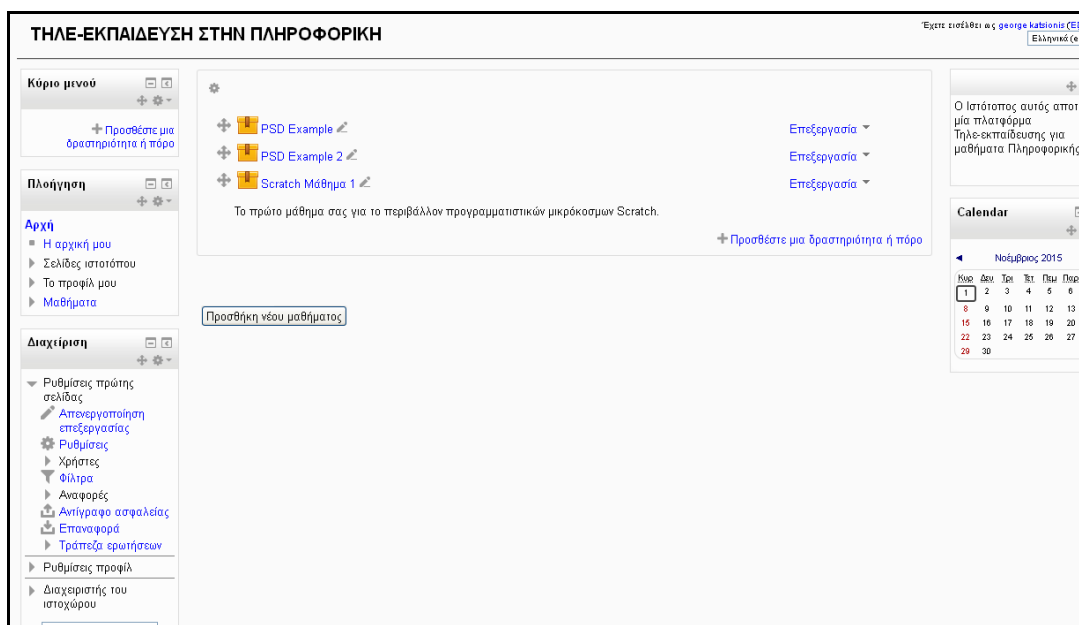 ΤΗΛΕ-ΕΚΠΑΙΔΕΥΣΗ ΣΤΗΝ ΠΛΗΡΟΦΟΡΙΚΗ
Έχετε εισέλθει ως george katsionis
Ελληνικά
Κύριο μενού
Προσθέστε μια
δραστηριότητα ή πόρο
Πλοήγηση
Αρχή
Η αρχική μου
Σελίδες ιστοτόπου
Το προφίλ μου
Μαθήματα
Διαχείριση
Ρυθμίσεις πρώτης
σελίδας
Απενεργοποίηση
επεξεργασίας
Ρυθμίσεις
Χρήστες
Φίλτρα
Αναφορές
Αντίγραφο ασφαλείας
Επαναφορά
Τράπεζα ερωτήσεων
Ρυθμίσεις προφίλ
Διαχειριστής του
ιστοχώρου
PSD Example Επεξεργασία
PSD Example 2 Επεξεργασία
Scratch Μάθημα 1 Επεξεργασία
Το πρώτο μάθημα σας για το περιβάλλον προγραμματιστικών μικρόκοσμων Scratch.
Προσθέστε μια δραστηριότητα ή πόρο
Προσθήκη νέου μαθήματος
Ο Ιστότοπος αυτός αποτ
μία πλατφόρμα
Τηλε-εκπαίδευσης για
μαθήματα Πληροφορικής
Calendar
Νοέμβριος 2015
Κυρ Δευ Τρι Τετ Πεμ Παρ
1 2 3 4 5 6
8 9 10 11 12 13
15 16 17 18 19 20
22 23 24 25 26 27
29 30